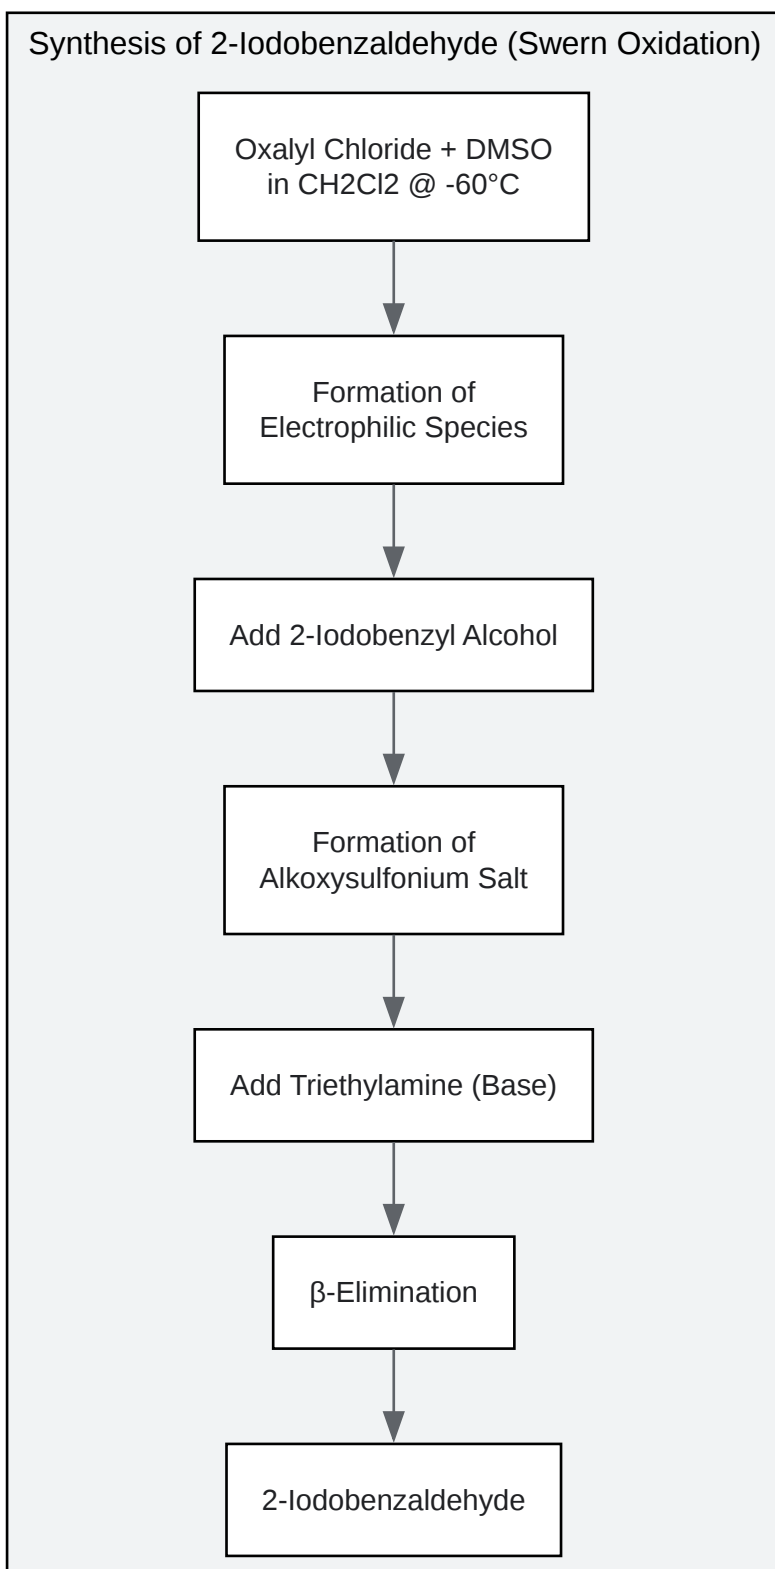 Synthesis of 2-Iodobenzaldehyde (Swern Oxidation)
Oxalyl Chloride + DMSO
in CH2Cl2 @ -60°C
Formation of
Electrophilic Species
Add 2-Iodobenzyl Alcohol
Formation of
Alkoxysulfonium Salt
Add Triethylamine (Base)
β-Elimination
2-Iodobenzaldehyde